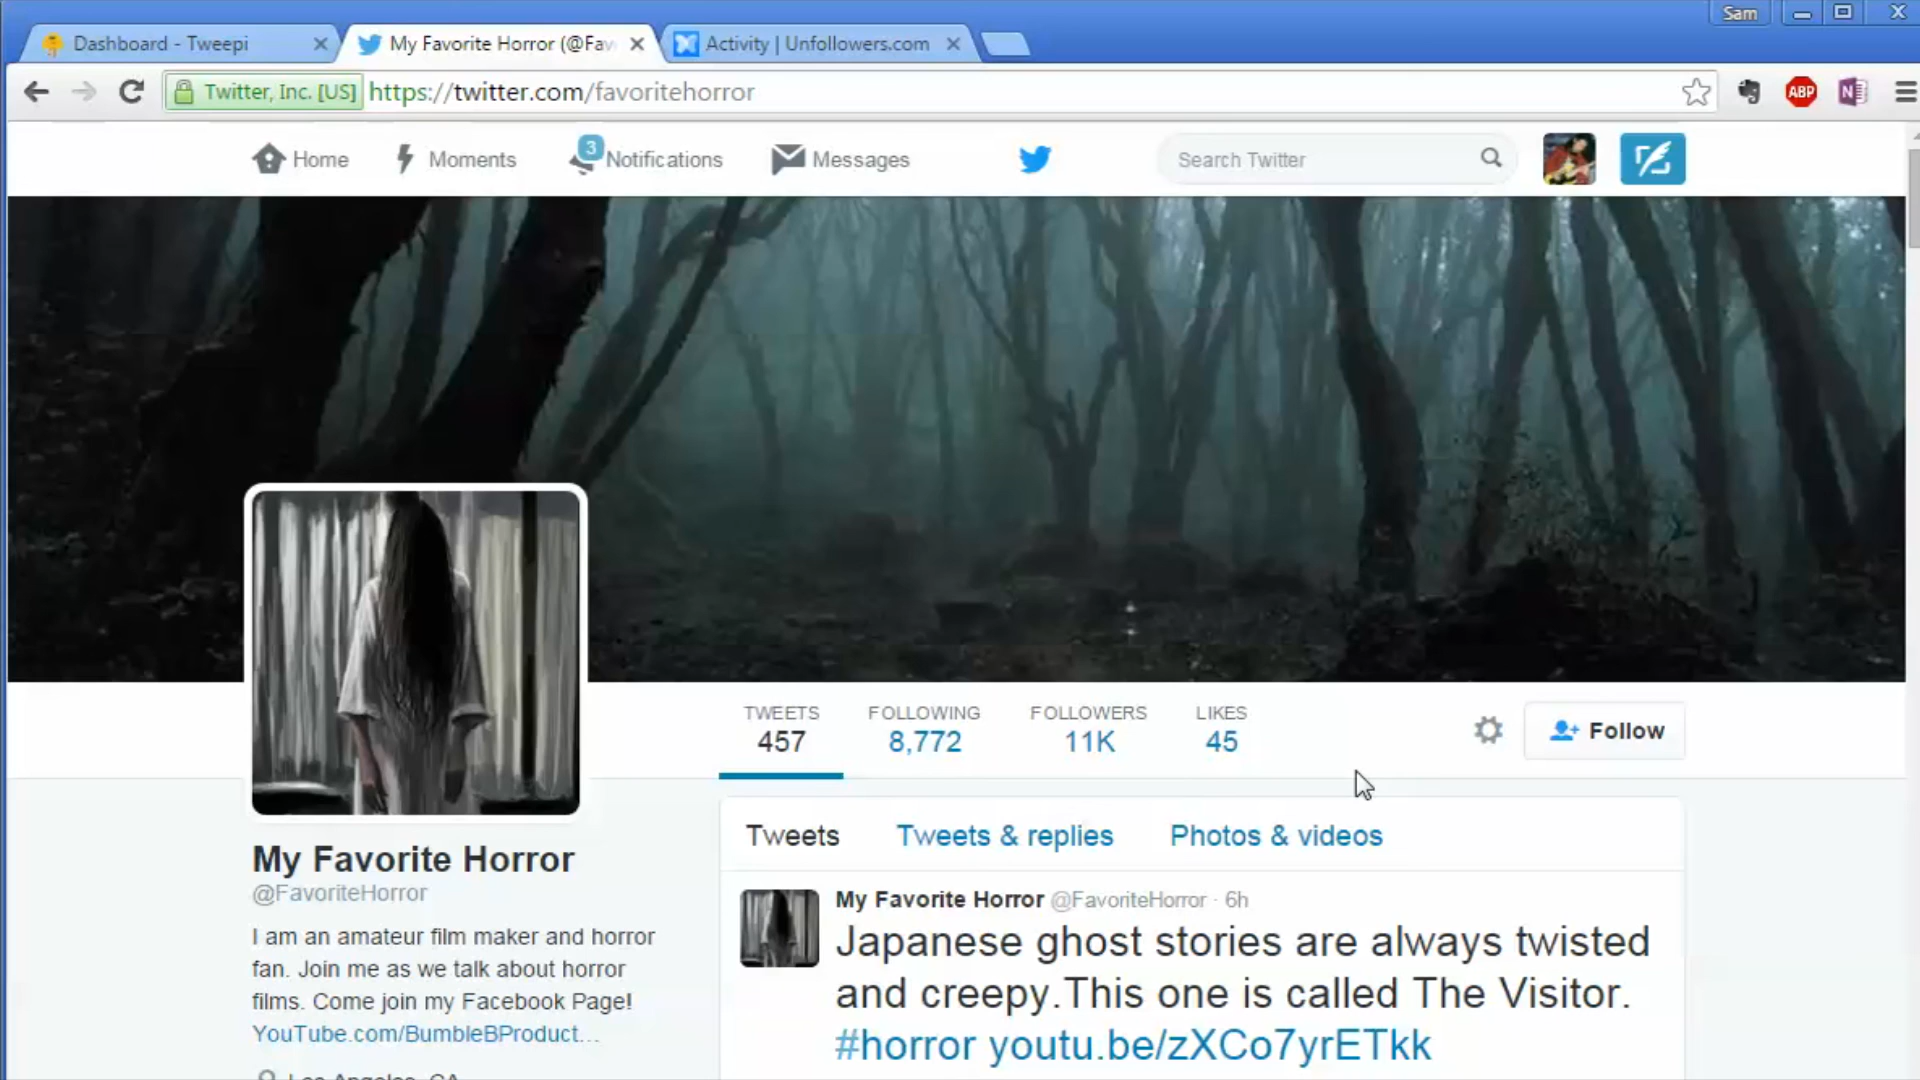 Sam
Dashboard - Tweepi
My Favorite Horror (@Fav
Activity | Unfollowers.com
Twitter, Inc. [US]
https://twitter.com/favoritehorror
ABP
N
Home
Moments
3
Notifications
Messages
Search Twitter
TWEETS
457
FOLLOWING
8,772
FOLLOWERS
11K
LIKES
45
Follow
Tweets
Tweets & replies
Photos & videos
My Favorite Horror
@FavoriteHorror
I am an amateur film maker and horror
fan. Join me as we talk about horror
films. Come join my Facebook Page!
YouTube.com/BumbleBProduct...
Los Angeles, CA
My Favorite Horror @FavoriteHorror · 6h
Japanese ghost stories are always twisted
and creepy.This one is called The Visitor.
#horror youtu.be/zXCo7yrETkk